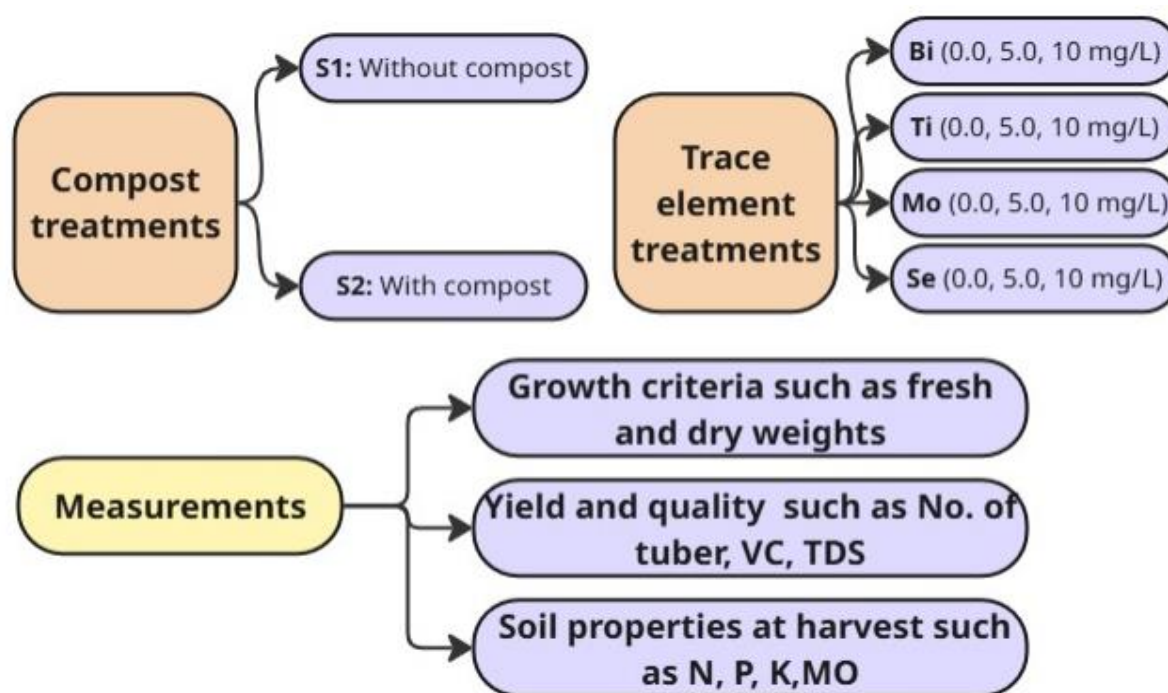 S1: Without compost
Compost
treatments
S2: With compost
Trace
element
treatments
Bi (0.0, 5.0, 10 mg/L)
Ti (0.0, 5.0, 10 mg/L)
Mo (0.0, 5.0, 10 mg/L)
Se (0.0, 5.0, 10 mg/L)
Measurements
Growth criteria such as fresh
and dry weights
Yield and quality such as No. of
tuber, VC, TDS
Soil properties at harvest such
as N, P, K,MO